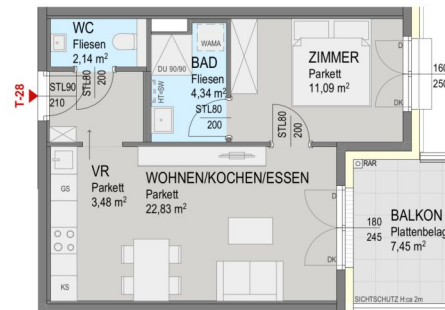 WC
Fliesen
2,14 m²
STL80
200
STL90
210
T-28
DU 90/90
HT+SW
WAMA
BAD
Fliesen
4,34 m²
STL80
200
ZIMMER
Parkett
11,09 m²
D
DK
160
250
STL80
200
VR
Parkett
3,48 m²
WOHNEN/KOCHEN/ESSEN
Parkett
22,83 m²
GS
KS
D
DK
180
245
RAR
BALKON
Plattenbelag
7,45 m²
SICHTSCHUTZ H:ca 2m